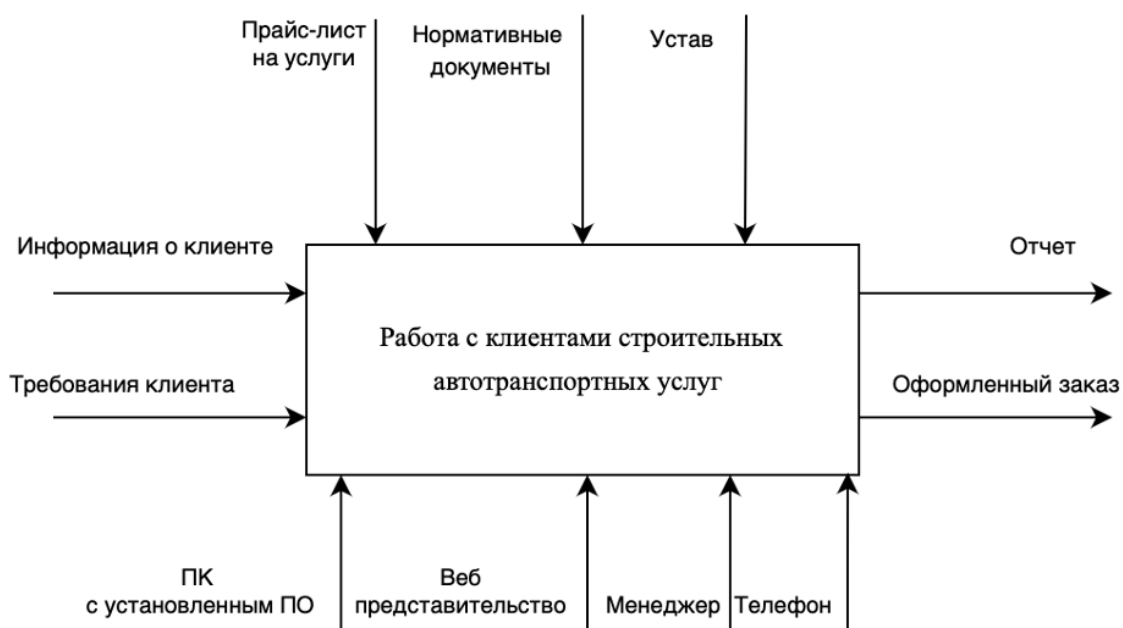 Прайс-лист
на услуги
Нормативные
документы
Устав
Информация о клиенте
Отчет
Работа с клиентами строительных
автотранспортных услуг
Требования клиента
Оформленный заказ
ПК
с установленным ПО
Веб
представительство
Менеджер
Телефон